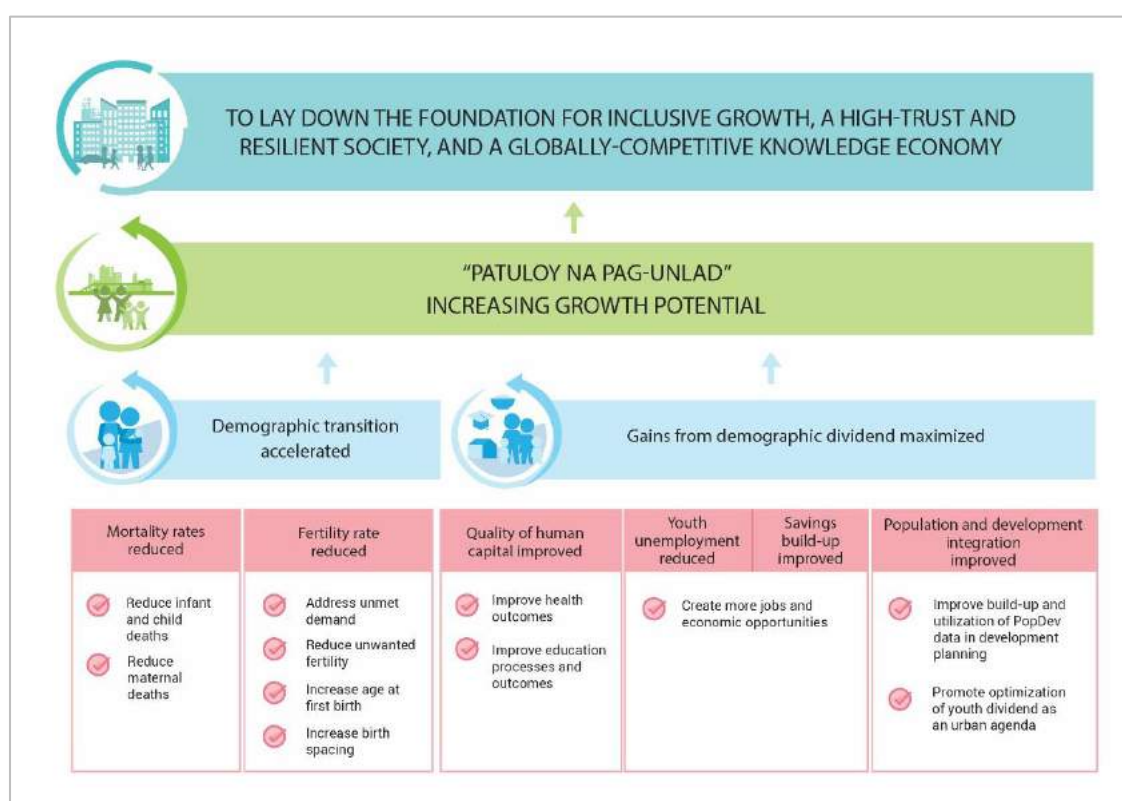 TO LAY DOWN THE FOUNDATION FOR INCLUSIVE GROWTH, A HIGH-TRUST AND
RESILIENT SOCIETY, AND A GLOBALLY-COMPETITIVE KNOWLEDGE ECONOMY
“PATULOY NA PAG-UNLAD”
INCREASING GROWTH POTENTIAL
Demographic transition
accelerated
Gains from demographic dividend maximized
Mortality rates
reduced
Reduce infant
and child
deaths
Reduce
maternal
deaths
Fertility rate
reduced
Address unmet
demand
Reduce unwanted
fertility
Increase age at
first birth
Increase birth
spacing
Quality of human
capital improved
Improve health
outcomes
Improve education
processes and
outcomes
Youth
unemployment
reduced
Savings
build-up
improved
Create more jobs and
economic opportunities
Population and development
integration
improved
Improve build-up and
utilization of PopDev
data in development
planning
Promote optimization
of youth dividend as
an urban agenda